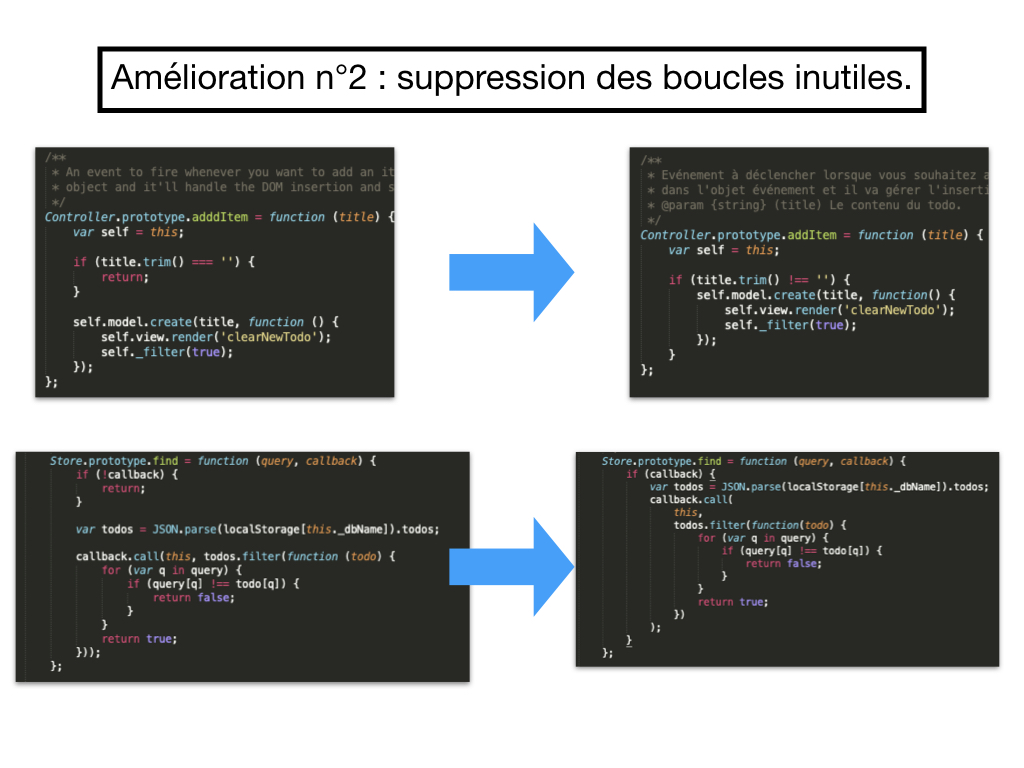 Amélioration n°2 : suppression des boucles inutiles.
/**
 * An event to fire whenever you want to add an it
 * object and it'll handle the DOM insertion and s
 */
Controller.prototype.adddItem = function (title) {
    var self = this;
    if (title.trim() === '') {
        return;
    }
    self.model.create(title, function () {
        self.view.render('clearNewTodo');
        self._filter(true);
    });
};
/**
 * Evénement à déclencher lorsque vous souhaitez a
 * dans l'objet événement et il va gérer l'inserti
 * @param {string} (title) Le contenu du todo.
 */
Controller.prototype.addItem = function (title) {
    var self = this;
    if (title.trim() !== '') {
        self.model.create(title, function() {
            self.view.render('clearNewTodo');
            self._filter(true);
        });
    }
};
Store.prototype.find = function (query, callback) {
    if (!callback) {
        return;
    }
    var todos = JSON.parse(localStorage[this._dbName]).todos;
    callback.call(this, todos.filter(function (todo) {
        for (var q in query) {
            if (query[q] !== todo[q]) {
                return false;
            }
        }
        return true;
    }));
};
Store.prototype.find = function (query, callback) {
    if (callback) {
        var todos = JSON.parse(localStorage[this._dbName]).todos;
        callback.call(
            this,
            todos.filter(function(todo) {
                for (var q in query) {
                    if (query[q] !== todo[q]) {
                        return false;
                    }
                }
                return true;
            })
        );
    }
};